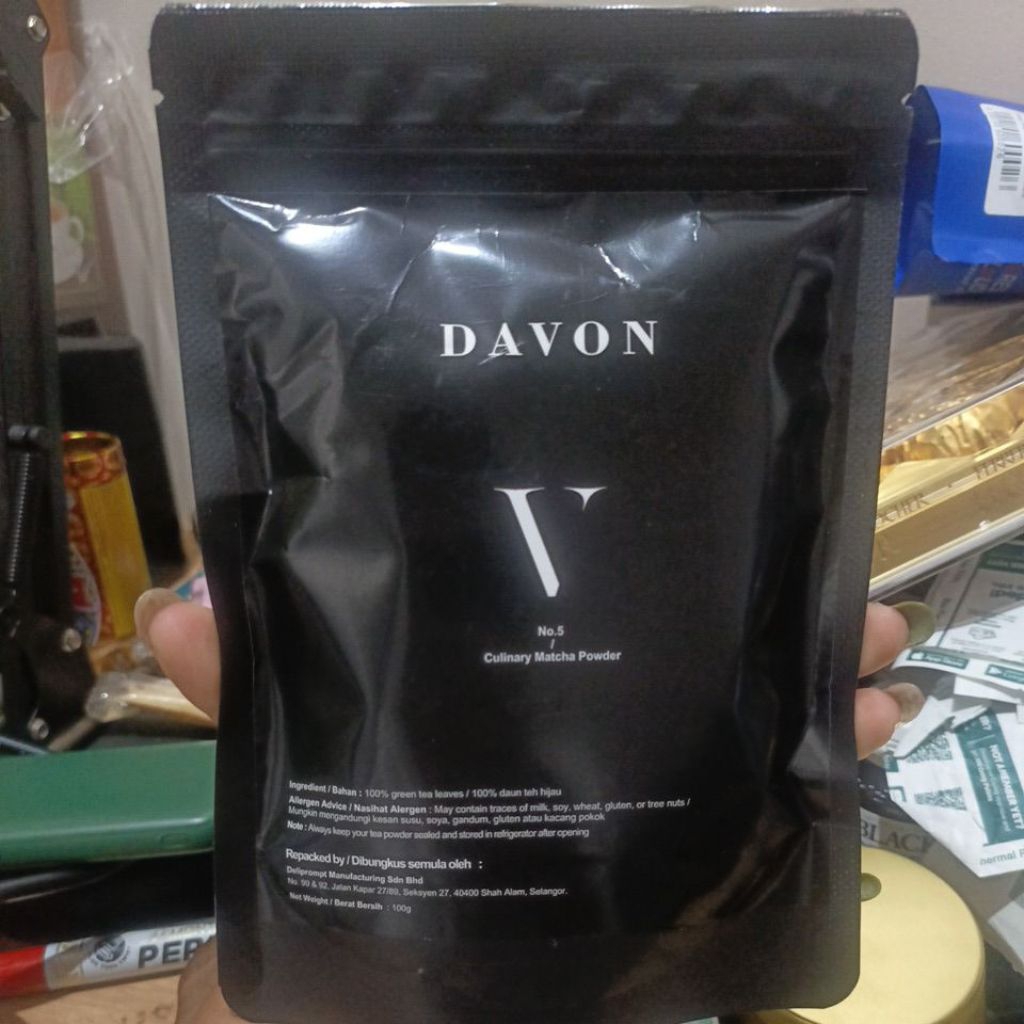 DAVON
V
No.5
/
Culinary Matcha Powder
Ingredient / Bahan : 100% green tea leaves / 100% daun teh hijau
Allergen Advice / Nasihat Alergen : May contain traces of milk, soy, wheat, gluten, or tree nuts /
Mungkin mengandungi kesan susu, soya, gandum, gluten atau kacang pokok
Note : Always keep your tea powder sealed and stored in refrigerator after opening
Repacked by / Dibungkus semula oleh :
Deliprompt Manufacturing Sdn Bhd
No. 90 & 92, Jalan Kapar 27/89, Seksyen 27, 40400 Shah Alam, Selangor.
Net Weight / Berat Bersih : 100g
BLACK
NOT A MEMBER YET?